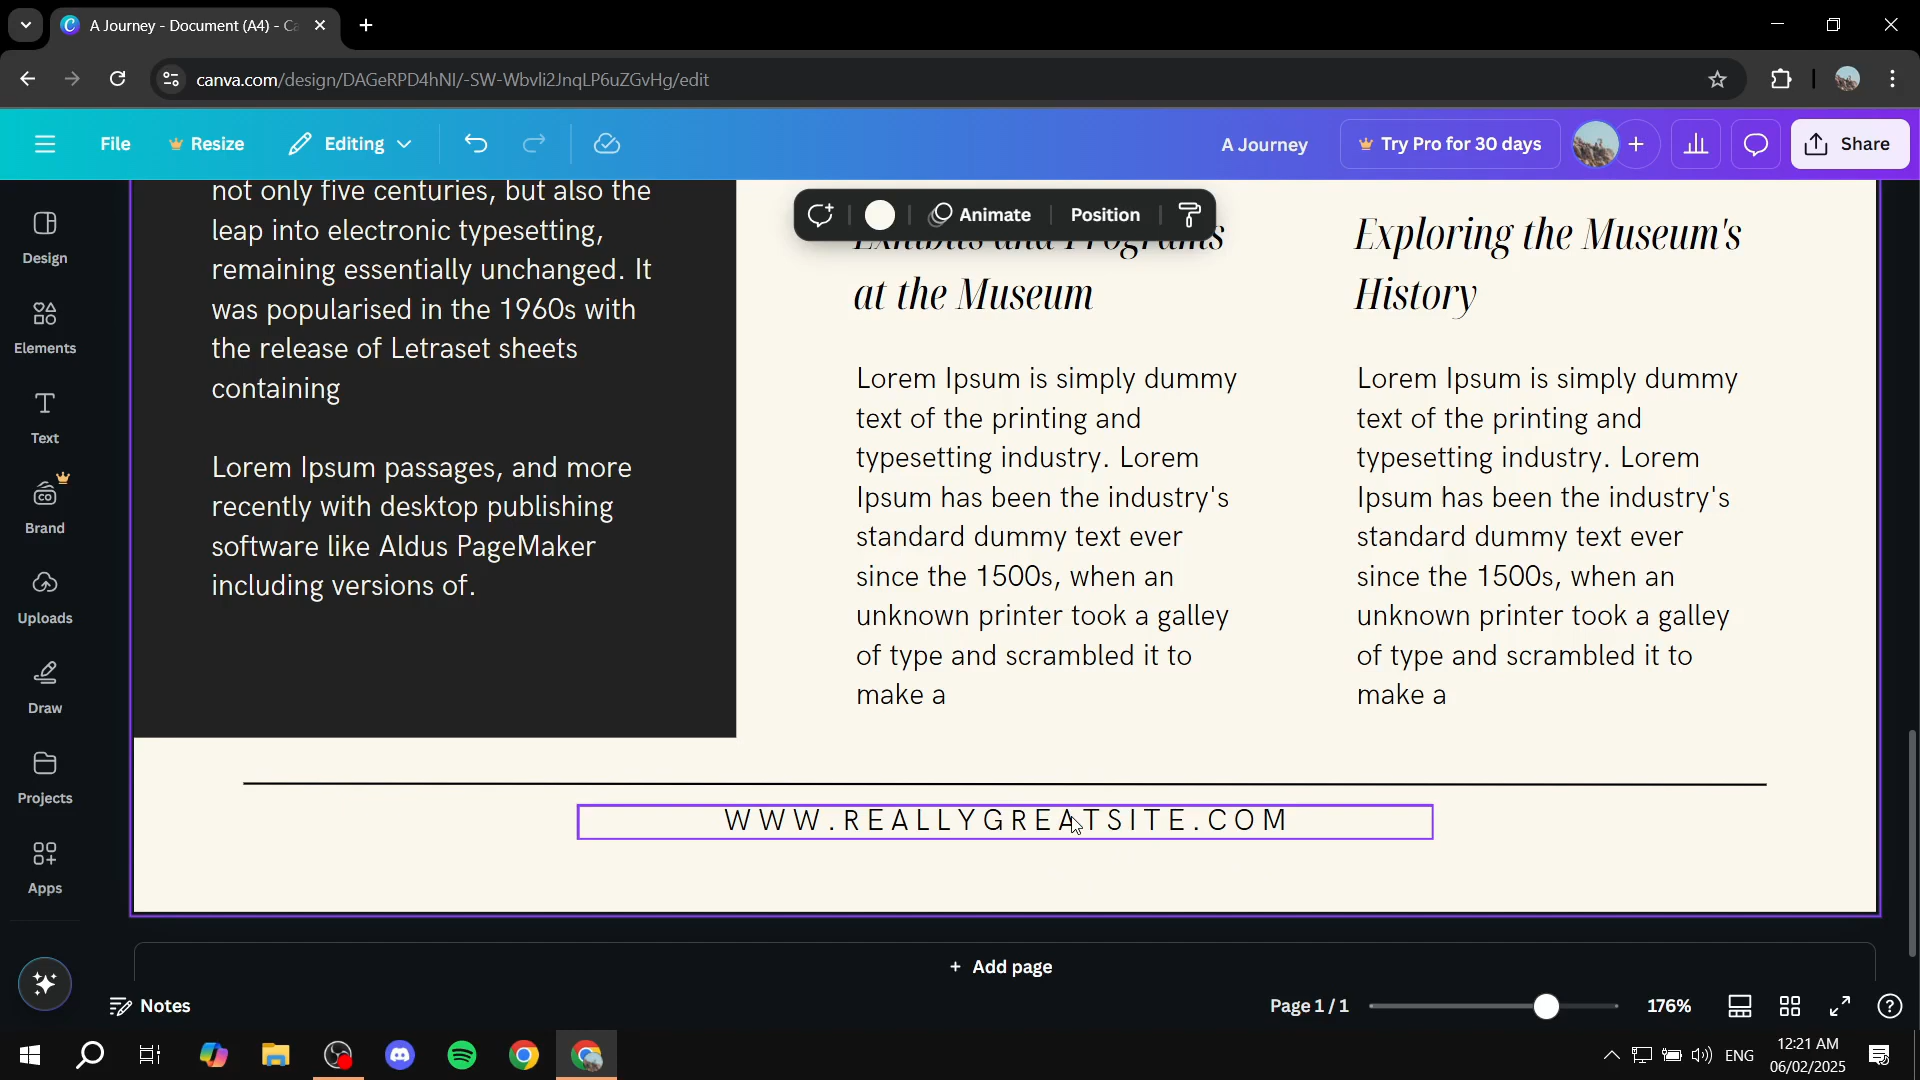 A Journey - Document (A4) - Ca
canva.com/design/DAGeRPD4hNI/-SW-Wbvli2JnqLP6uZGvHg/edit
File
Resize
Editing
A Journey
Try Pro for 30 days
Share
Design
Elements
Text
Brand
Uploads
Draw
Projects
Apps
Animate
Position
not only five centuries, but also the
leap into electronic typesetting,
remaining essentially unchanged. It
was popularised in the 1960s with
the release of Letraset sheets
containing
Lorem Ipsum passages, and more
recently with desktop publishing
software like Aldus PageMaker
including versions of.
Exhibits and Programs
at the Museum
Lorem Ipsum is simply dummy
text of the printing and
typesetting industry. Lorem
Ipsum has been the industry's
standard dummy text ever
since the 1500s, when an
unknown printer took a galley
of type and scrambled it to
make a
Exploring the Museum's
History
Lorem Ipsum is simply dummy
text of the printing and
typesetting industry. Lorem
Ipsum has been the industry's
standard dummy text ever
since the 1500s, when an
unknown printer took a galley
of type and scrambled it to
make a
WWW.REALLYGREATSITE.COM
+ Add page
Notes
Page 1 / 1
176%
ENG
12:21 AM
06/02/2025